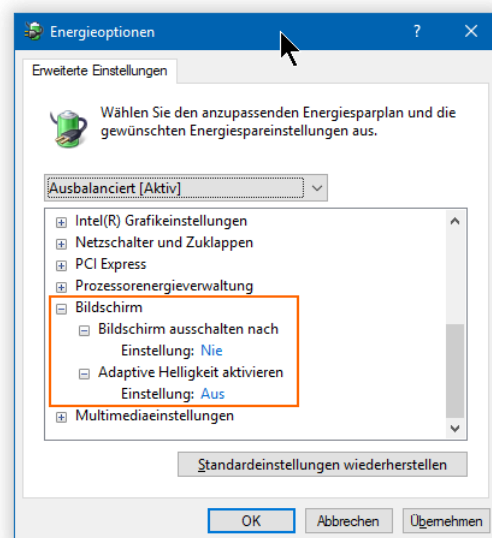 Energieoptionen
Erweiterte Einstellungen
Wählen Sie den anzupassenden Energiesparplan und die
gewünschten Energiespareinstellungen aus.
Ausbalanciert [Aktiv]
Intel(R) Grafikeinstellungen
Netzschalter und Zuklappen
PCI Express
Prozessorenergieverwaltung
Bildschirm
Bildschirm ausschalten nach
Einstellung: Nie
Adaptive Helligkeit aktivieren
Einstellung: Aus
Multimediaeinstellungen
Standardeinstellungen wiederherstellen
OK Abbrechen Übernehmen